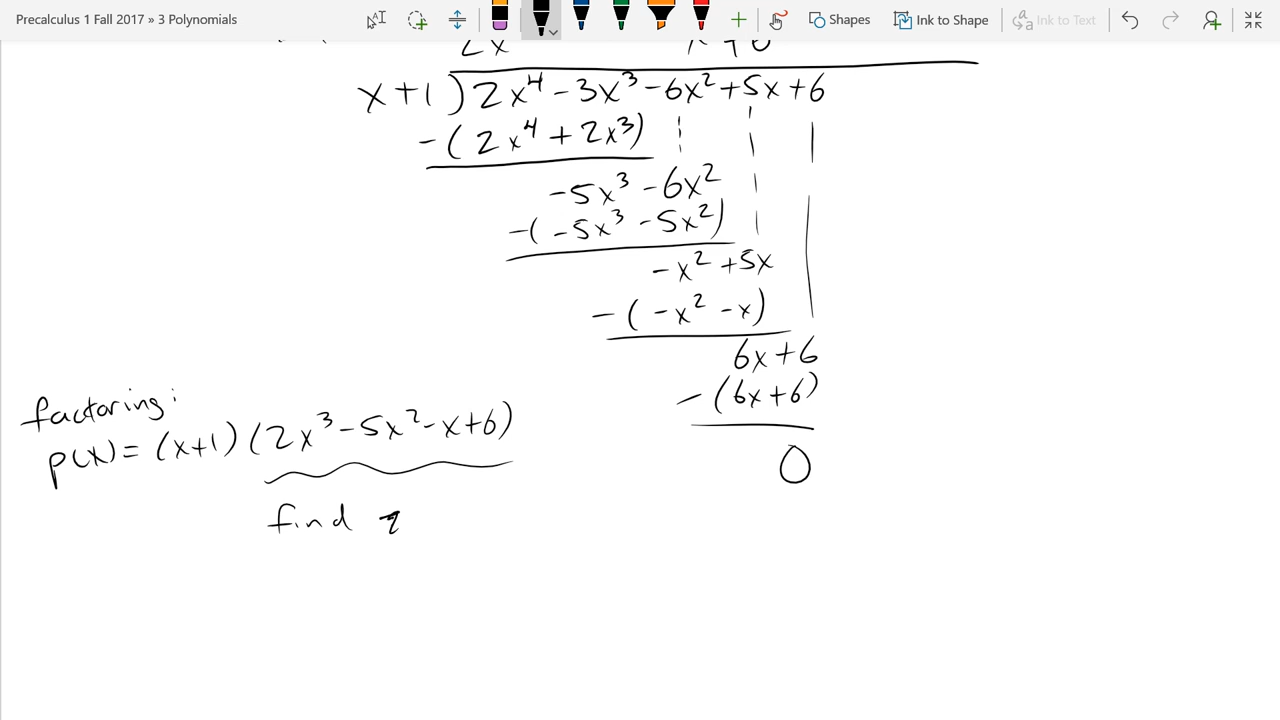 Precalculus 1 Fall 2017 » 3 Polynomials
Shapes
Ink to Shape
Ink to Text
x+1 ) 2x⁴ - 3x³ - 6x² + 5x + 6
-( 2x⁴ + 2x³)
-5x³ - 6x²
-( -5x³ - 5x²)
-x² + 5x
-( -x² - x)
6x + 6
-(6x + 6)
0
factoring:
p(x) = (x+1) (2x³ - 5x² - x + 6)
find